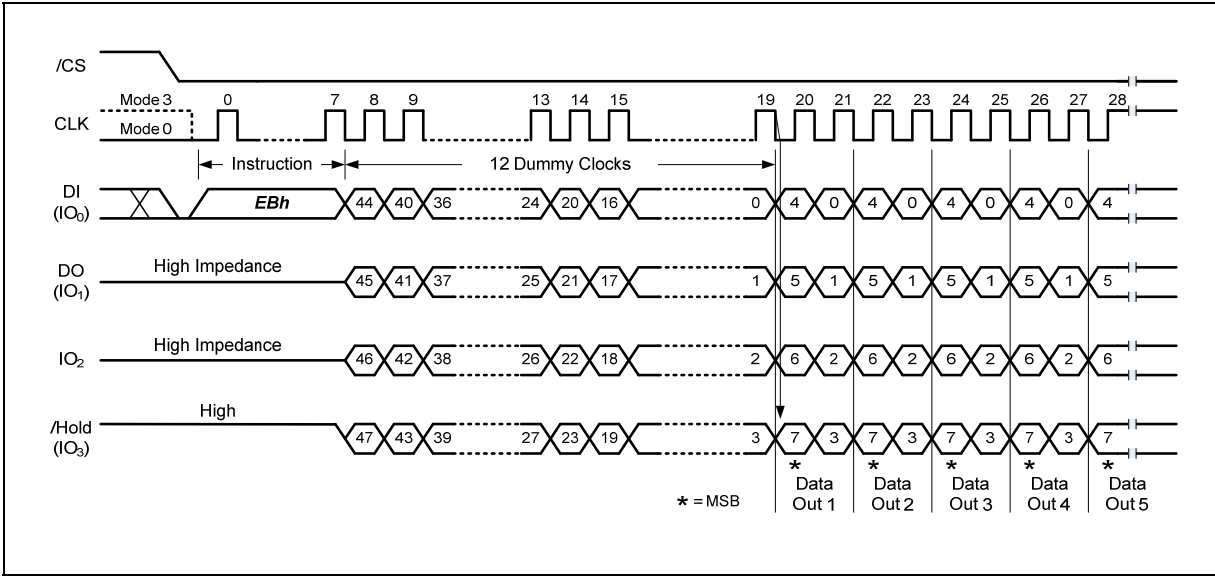 /CS
Mode 3 0 7 8 9 13 14 15 19 20 21 22 23 24 25 26 27 28
CLK
Mode 0
Instruction 12 Dummy Clocks
DI
(IO0) EBh 44 40 36 24 20 16 0 4 0 4 0 4 0 4 0 4
High Impedance
DO
(IO1) 45 41 37 25 21 17 1 5 1 5 1 5 1 5 1 5
High Impedance
IO2 46 42 38 26 22 18 2 6 2 6 2 6 2 6 2 6
High
/Hold
(IO3) 47 43 39 27 23 19 3 7 3 7 3 7 3 7 3 7
* * * * *
Data Data Data Data Data
* = MSB Out 1 Out 2 Out 3 Out 4 Out 5